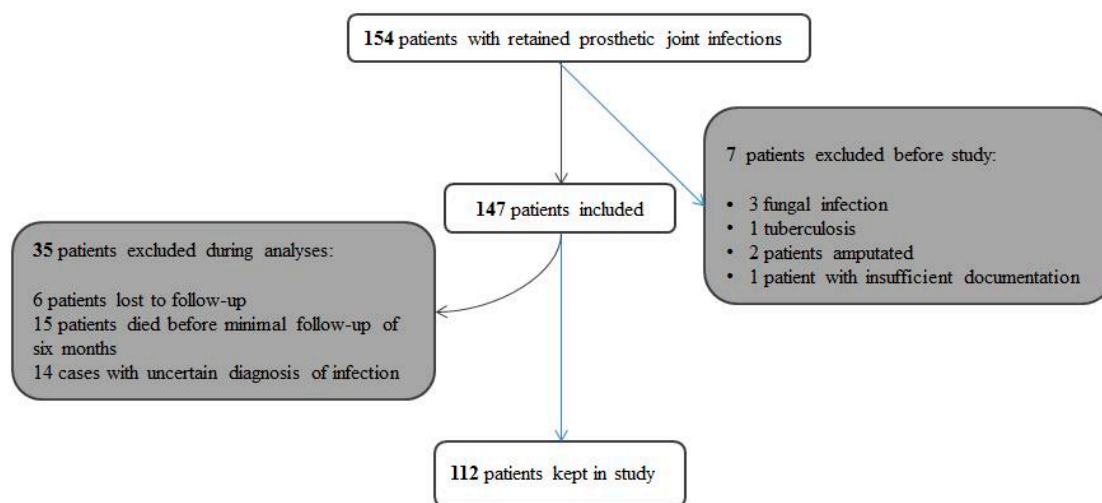 154 patients with retained prosthetic joint infections
7 patients excluded before study:
• 3 fungal infection
• 1 tuberculosis
• 2 patients amputated
• 1 patient with insufficient documentation
147 patients included
35 patients excluded during analyses:
6 patients lost to follow-up
15 patients died before minimal follow-up of
six months
14 cases with uncertain diagnosis of infection
112 patients kept in study